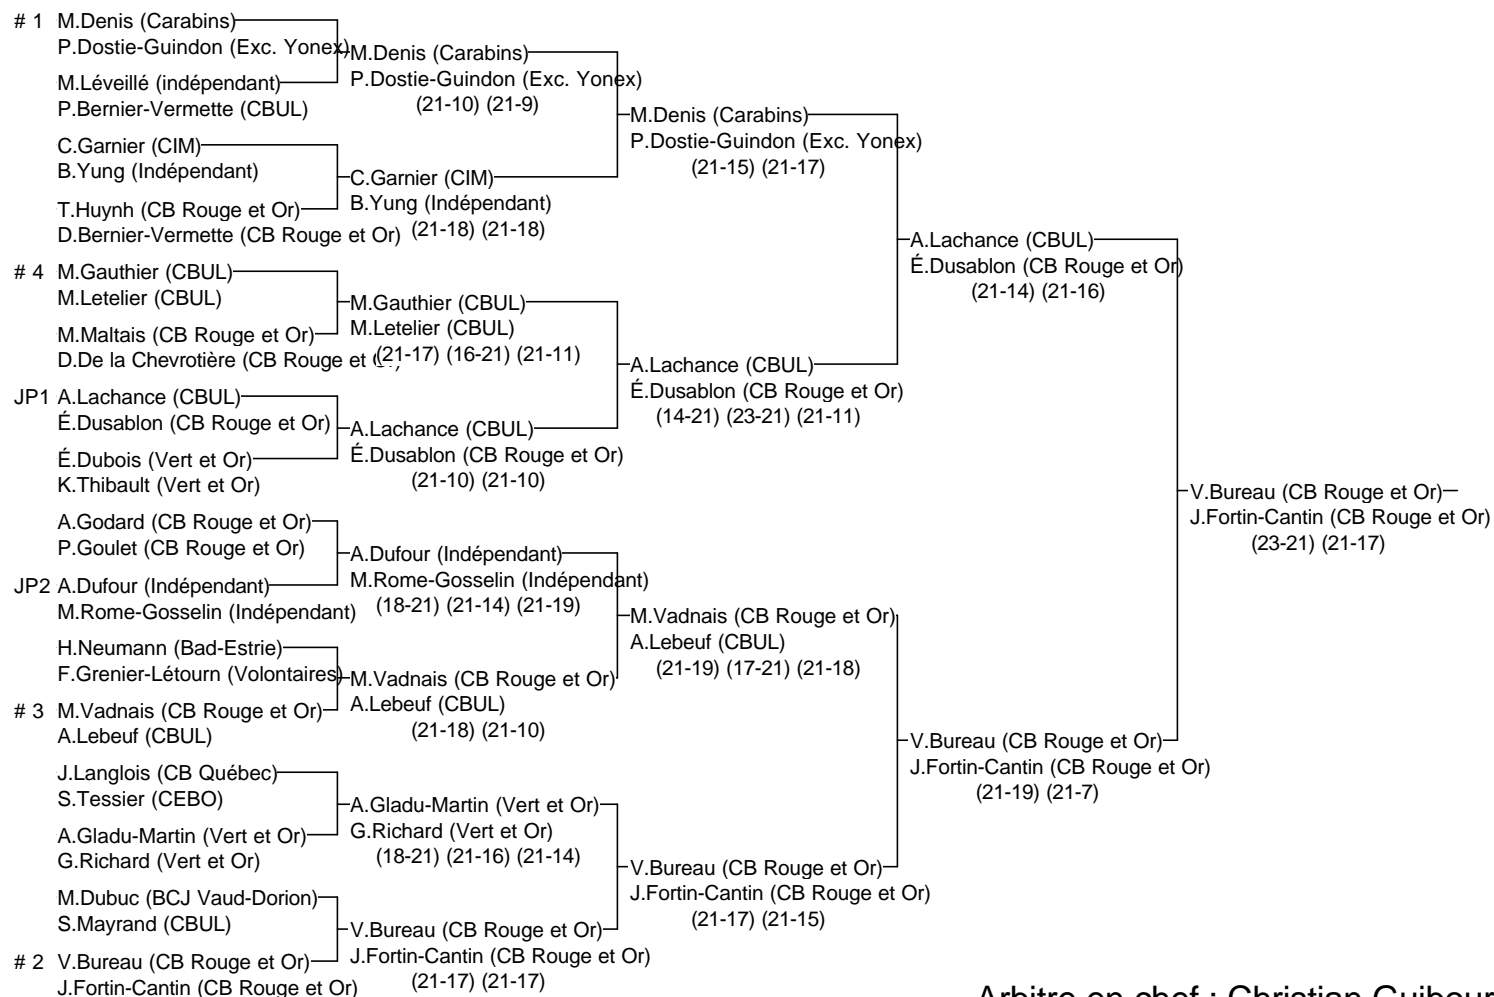 # 1 M.Denis (Carabins)
P.Dostie-Guindon (Exc. Yonex)
M.Léveillé (indépendant)
P.Bernier-Vermette (CBUL)
C.Garnier (CIM)
B.Yung (Indépendant)
T.Huynh (CB Rouge et Or)
D.Bernier-Vermette (CB Rouge et Or)
# 4 M.Gauthier (CBUL)
M.Letelier (CBUL)
M.Maltais (CB Rouge et Or)
D.De la Chevrotière (CB Rouge et
JP1 A.Lachance (CBUL)
É.Dusablon (CB Rouge et Or)
É.Dubois (Vert et Or)
K.Thibault (Vert et Or)
A.Godard (CB Rouge et Or)
P.Goulet (CB Rouge et Or)
JP2 A.Dufour (Indépendant)
M.Rome-Gosselin (Indépendant)
H.Neumann (Bad-Estrie)
F.Grenier-Létourn (Volontaires)
# 3 M.Vadnais (CB Rouge et Or)
A.Lebeuf (CBUL)
J.Langlois (CB Québec)
S.Tessier (CEBO)
A.Gladu-Martin (Vert et Or)
G.Richard (Vert et Or)
M.Dubuc (BCJ Vaud-Dorion)
S.Mayrand (CBUL)
# 2 V.Bureau (CB Rouge et Or)
J.Fortin-Cantin (CB Rouge et Or)
M.Denis (Carabins)
P.Dostie-Guindon (Exc. Yonex)
(21-10) (21-9)
C.Garnier (CIM)
B.Yung (Indépendant)
(21-18) (21-18)
M.Gauthier (CBUL)
M.Letelier (CBUL)
(21-17) (16-21) (21-11)
A.Lachance (CBUL)
É.Dusablon (CB Rouge et Or)
(21-10) (21-10)
A.Dufour (Indépendant)
M.Rome-Gosselin (Indépendant)
(18-21) (21-14) (21-19)
M.Vadnais (CB Rouge et Or)
A.Lebeuf (CBUL)
(21-18) (21-10)
A.Gladu-Martin (Vert et Or)
G.Richard (Vert et Or)
(18-21) (21-16) (21-14)
V.Bureau (CB Rouge et Or)
J.Fortin-Cantin (CB Rouge et Or)
(21-17) (21-17)
M.Denis (Carabins)
P.Dostie-Guindon (Exc. Yonex)
(21-15) (21-17)
A.Lachance (CBUL)
É.Dusablon (CB Rouge et Or)
(14-21) (23-21) (21-11)
M.Vadnais (CB Rouge et Or)
A.Lebeuf (CBUL)
(21-19) (17-21) (21-18)
V.Bureau (CB Rouge et Or)
J.Fortin-Cantin (CB Rouge et Or)
(21-17) (21-15)
A.Lachance (CBUL)
É.Dusablon (CB Rouge et Or)
(21-14) (21-16)
V.Bureau (CB Rouge et Or)
J.Fortin-Cantin (CB Rouge et Or)
(21-19) (21-7)
V.Bureau (CB Rouge et Or)
J.Fortin-Cantin (CB Rouge et Or)
(23-21) (21-17)
Arbitre en chef : Christian